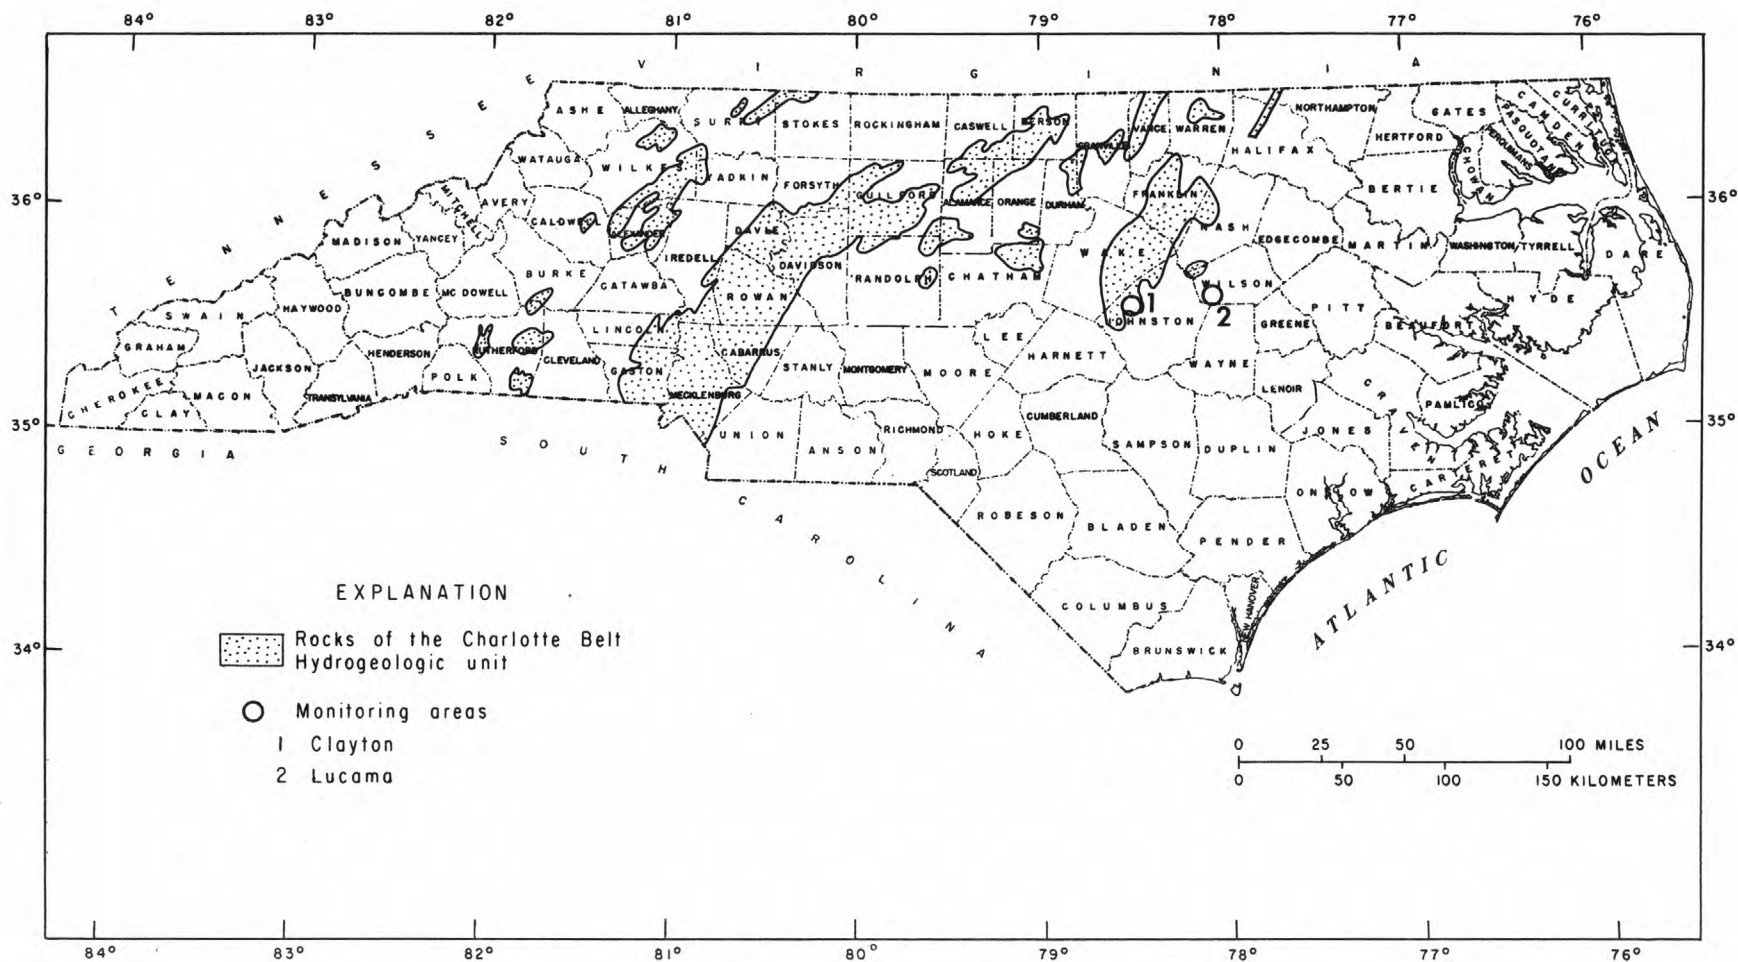 84° 83° 82° 81° 80° 79° 78° 77° 76°
VIRGINIA
TENNESSEE
ASHE ALLEGHANY SURRY STOKES ROCKINGHAM CASWELL PERSON GRANVILLE VANCE WARREN NORTHAMPTON GATES CAMDEN CURRITUCK
HERTFORD PASQUOTANK PERQUIMANS CHOWAN
WATAUGA WILKES YADKIN FORSYTH GUILFORD ALAMANCE ORANGE DURHAM FRANKLIN HALIFAX BERTIE
36° 36°
MITCHELL AVERY CALDWELL ALEXANDER DAVIE NASH EDGECOMBE MARTIN WASHINGTON TYRRELL DARE
MADISON YANCEY BURKE IREDELL DAVIDSON RANDOLPH CHATHAM WAKE WILSON
SWAIN HAYWOOD BUNCOMBE MC DOWELL CATAWBA ROWAN PITT HYDE
1 2
GRAHAM RUTHERFORD LINCOLN CABARRUS LEE JOHNSTON GREENE BEAUFORT
CHEROKEE JACKSON HENDERSON CLEVELAND GASTON STANLY MONTGOMERY MOORE HARNETT WAYNE LENOIR CRAVEN
CLAY MACON TRANSYLVANIA POLK MECKLENBURG CUMBERLAND PAMLICO
35° 35°
GEORGIA
SOUTH CAROLINA
UNION ANSON RICHMOND HOKE SAMPSON DUPLIN JONES CARTERET
SCOTLAND ONSLOW
ROBESON BLADEN PENDER
COLUMBUS NEW HANOVER
BRUNSWICK
34° 34°
ATLANTIC OCEAN
EXPLANATION
Rocks of the Charlotte Belt
Hydrogeologic unit
Monitoring areas
1 Clayton
2 Lucama
0 25 50 100 MILES
0 50 100 150 KILOMETERS
84° 83° 82° 81° 80° 79° 78° 77° 76°